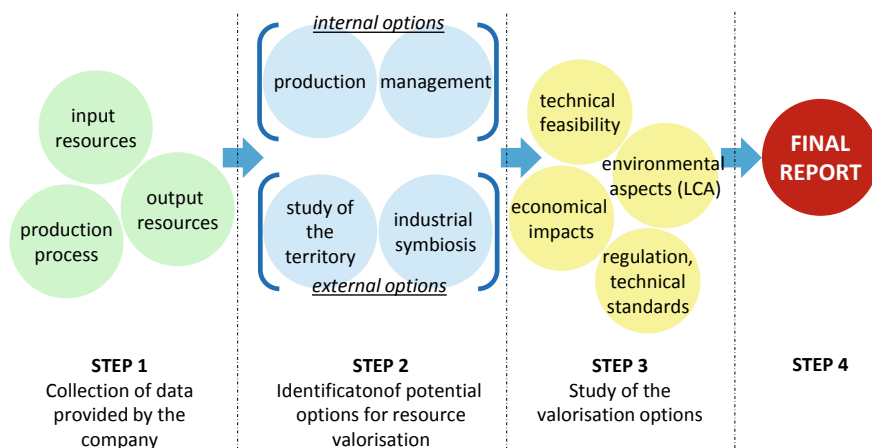 input
resources
output
resources
production
process
STEP 1
Collection of data
provided by the
company
internal options
production
management
study of
the
territory
industrial
symbiosis
external options
STEP 2
Identificatonof potential
options for resource
valorisation
technical
feasibility
environmental
aspects (LCA)
economical
impacts
regulation,
technical
standards
STEP 3
Study of the
valorisation options
FINAL
REPORT
STEP 4